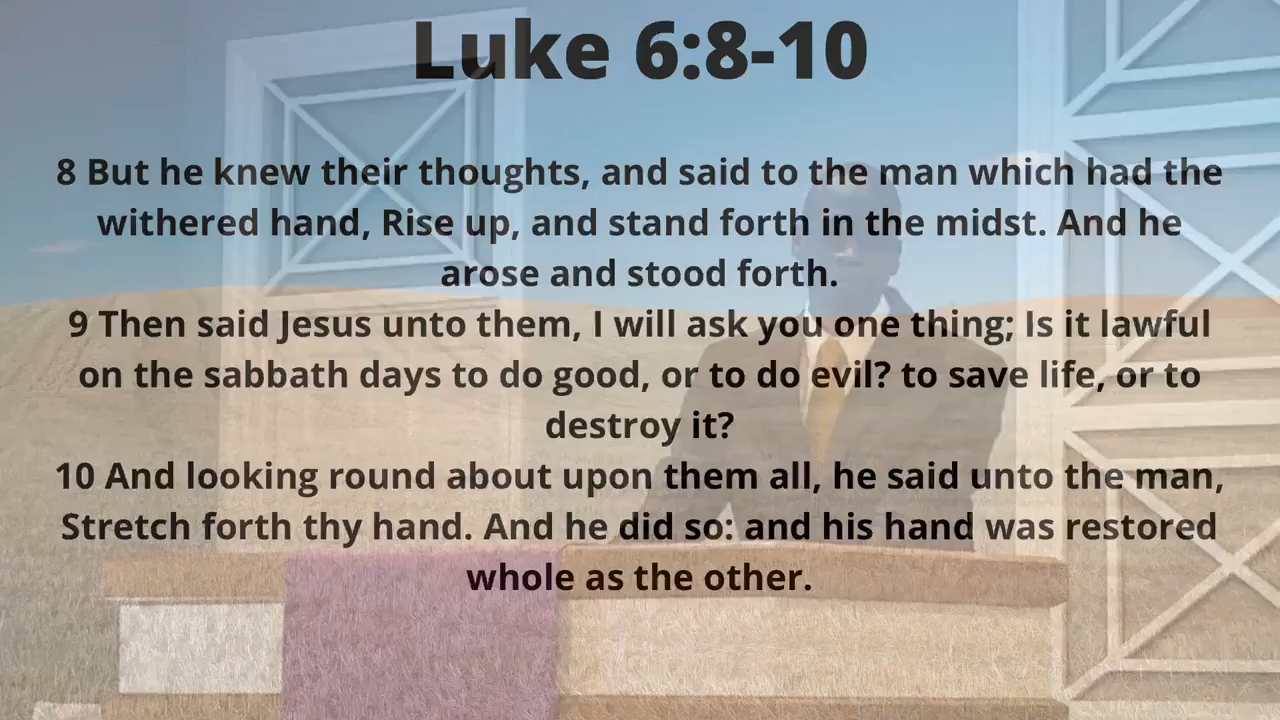 Luke 6:8-10
8 But he knew their thoughts, and said to the man which had the
withered hand, Rise up, and stand forth in the midst. And he
arose and stood forth.
9 Then said Jesus unto them, I will ask you one thing; Is it lawful
on the sabbath days to do good, or to do evil? to save life, or to
destroy it?
10 And looking round about upon them all, he said unto the man,
Stretch forth thy hand. And he did so: and his hand was restored
whole as the other.